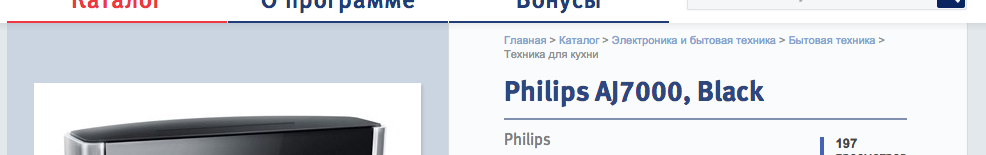 Каталог
О программе
Бонусы
Главная > Каталог > Электроника и бытовая техника > Бытовая техника >
Техника для кухни
Philips AJ7000, Black
Philips
197